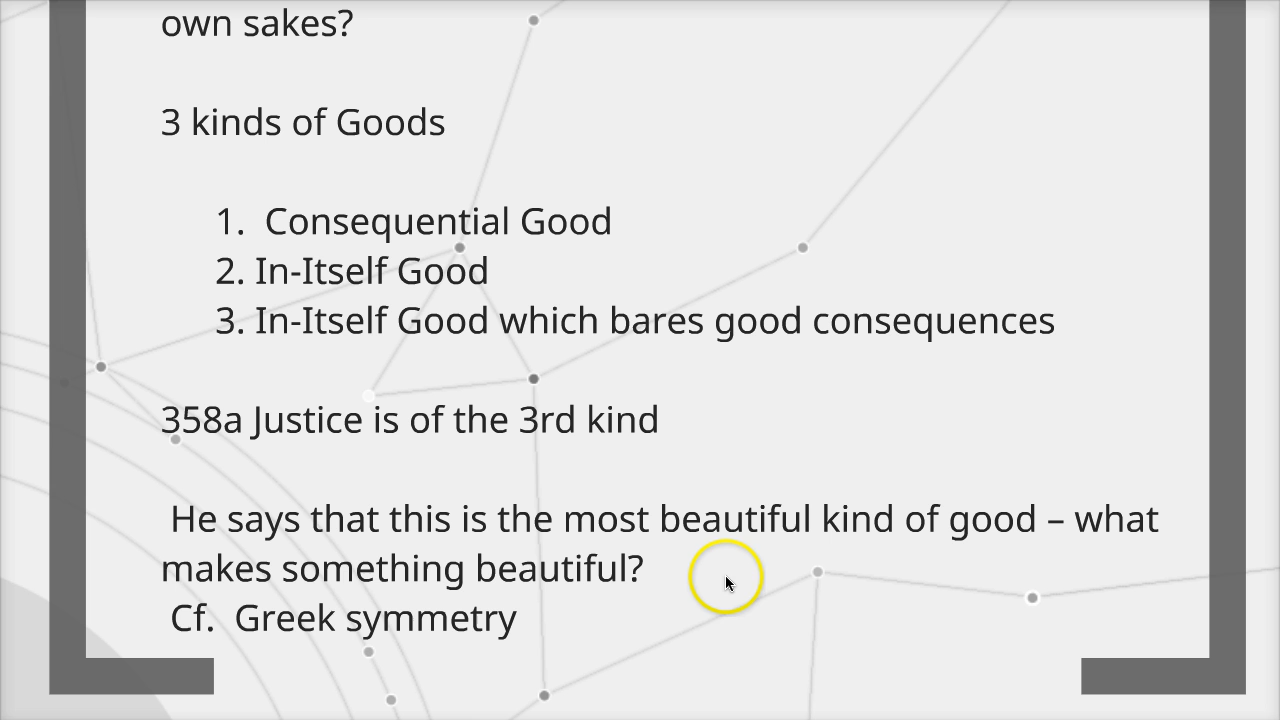 own sakes?
3 kinds of Goods
1. Consequential Good
2. In-Itself Good
3. In-Itself Good which bares good consequences
358a Justice is of the 3rd kind
He says that this is the most beautiful kind of good – what
makes something beautiful?
Cf. Greek symmetry